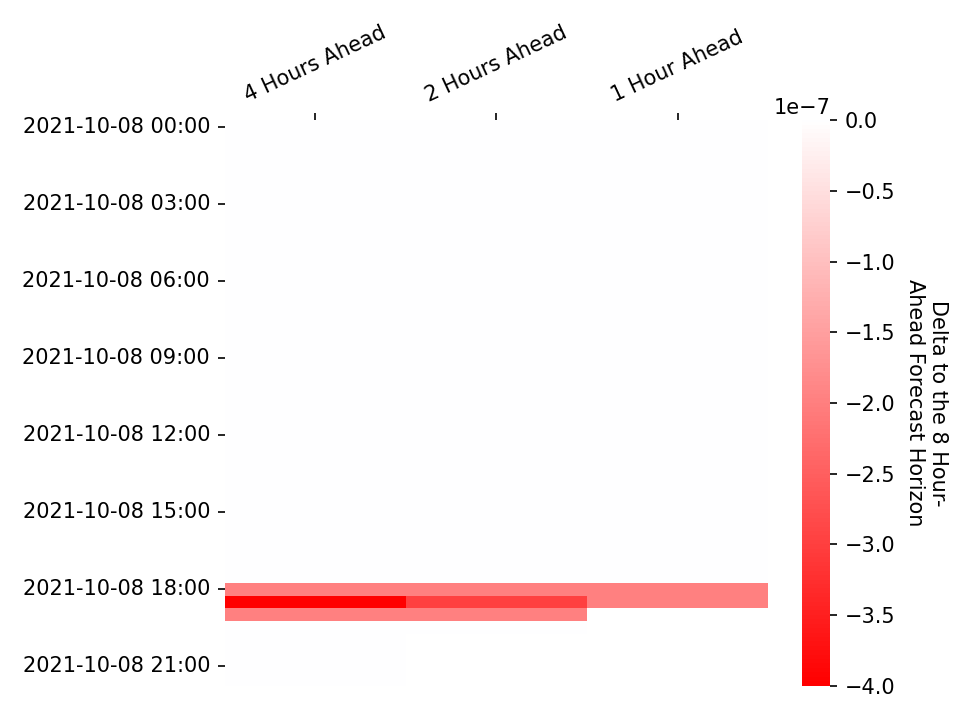 4 Hours Ahead
2 Hours Ahead
1 Hour Ahead
2021-10-08 00:00
2021-10-08 03:00
2021-10-08 06:00
2021-10-08 09:00
2021-10-08 12:00
2021-10-08 15:00
2021-10-08 18:00
2021-10-08 21:00
1e−7
0.0
−0.5
−1.0
−1.5
−2.0
−2.5
−3.0
−3.5
−4.0
Delta to the 8 Hour-
Ahead Forecast Horizon